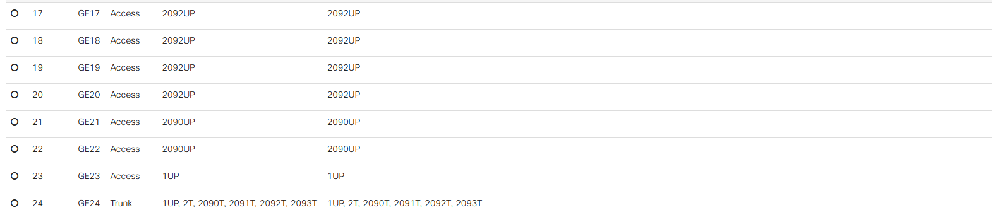 17 GE17 Access 2092UP 2092UP
18 GE18 Access 2092UP 2092UP
19 GE19 Access 2092UP 2092UP
20 GE20 Access 2092UP 2092UP
21 GE21 Access 2090UP 2090UP
22 GE22 Access 2090UP 2090UP
23 GE23 Access 1UP 1UP
24 GE24 Trunk 1UP, 2T, 2090T, 2091T, 2092T, 2093T 1UP, 2T, 2090T, 2091T, 2092T, 2093T